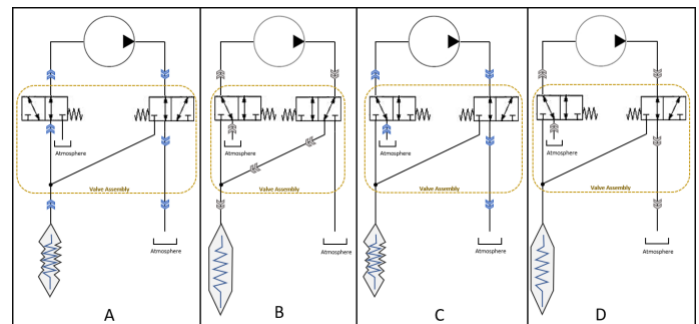 Atmosphere
Valve Assembly
Atmosphere
A
Atmosphere
Valve Assembly
Atmosphere
B
Atmosphere
Valve Assembly
Atmosphere
C
Atmosphere
Valve Assembly
Atmosphere
D